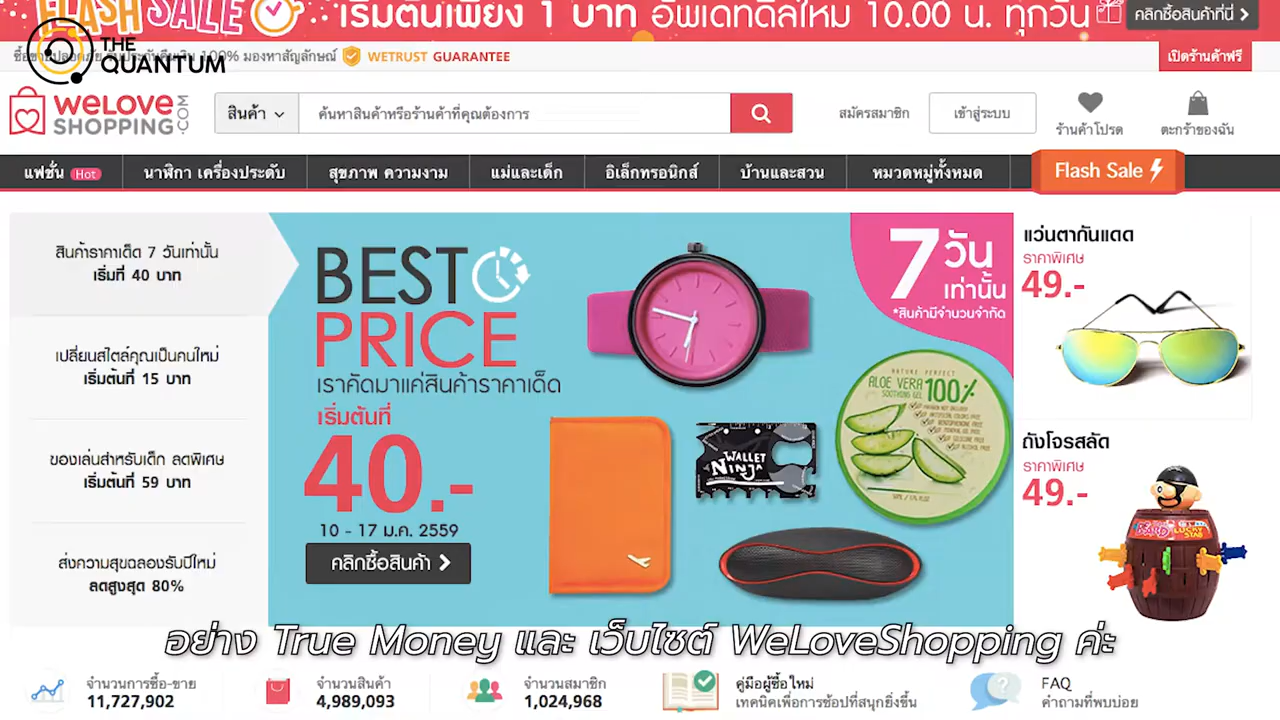 FLASH SALE
เริ่มต้นเพียง 1 บาท อัพเดทดีลใหม่ 10.00 น. ทุกวัน
คลิกซื้อสินค้าที่นี่
100% มองหาสัญลักษณ์ WETRUST GUARANTEE
THE
QUANTUM
เปิดร้านค้าฟรี
weLove
SHOPPING
.COM
สินค้า
ค้นหาสินค้าหรือร้านค้าที่คุณต้องการ
สมัครสมาชิก
เข้าสู่ระบบ
ร้านค้าโปรด
ตะกร้าของฉัน
แฟชั่น Hot
นาฬิกา เครื่องประดับ
สุขภาพ ความงาม
แม่และเด็ก
อิเล็กทรอนิกส์
บ้านและสวน
หมวดหมู่ทั้งหมด
Flash Sale
สินค้าราคาเด็ด 7 วันเท่านั้น
เริ่มที่ 40 บาท
เปลี่ยนสไตล์คุณเป็นคนใหม่
เริ่มต้นที่ 15 บาท
ของเล่นสำหรับเด็ก ลดพิเศษ
เริ่มต้นที่ 59 บาท
ส่งความสุขฉลองรับปีใหม่
ลดสูงสุด 80%
BEST
PRICE
เราคัดมาแค่สินค้าราคาเด็ด
เริ่มต้นที่
40.-
10 - 17 ม.ค. 2559
คลิกซื้อสินค้า
7 วัน
เท่านั้น
*สินค้ามีจำนวนจำกัด
NATURE PERFECT
ALOE VERA 100%
SOOTHING GEL
WALLET
NINJA
แว่นตากันแดด
ราคาพิเศษ
49.-
ถังโจรสลัด
ราคาพิเศษ
49.-
อย่าง True Money และ เว็บไซต์ WeLoveShopping ค่ะ
จำนวนการซื้อ-ขาย
11,727,902
จำนวนสินค้า
4,989,093
จำนวนสมาชิก
1,024,968
คู่มือผู้ซื้อใหม่
เทคนิคเพื่อการช้อปที่สนุกยิ่งขึ้น
FAQ
คำถามที่พบบ่อย